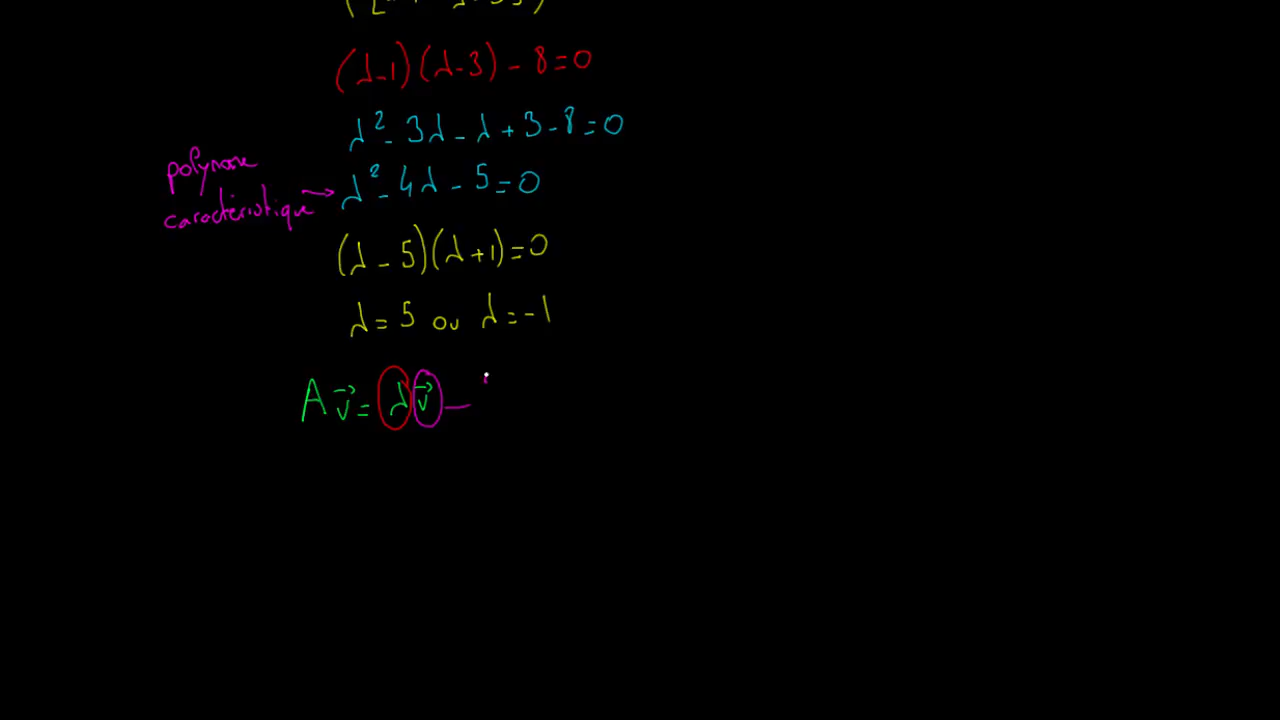 (λ-1)(λ-3) - 8 = 0
λ² - 3λ - λ + 3 - 8 = 0
polynome
caractéristique → λ² - 4λ - 5 = 0
(λ - 5)(λ + 1) = 0
λ = 5 ou λ = -1
Av⃗ = λv⃗